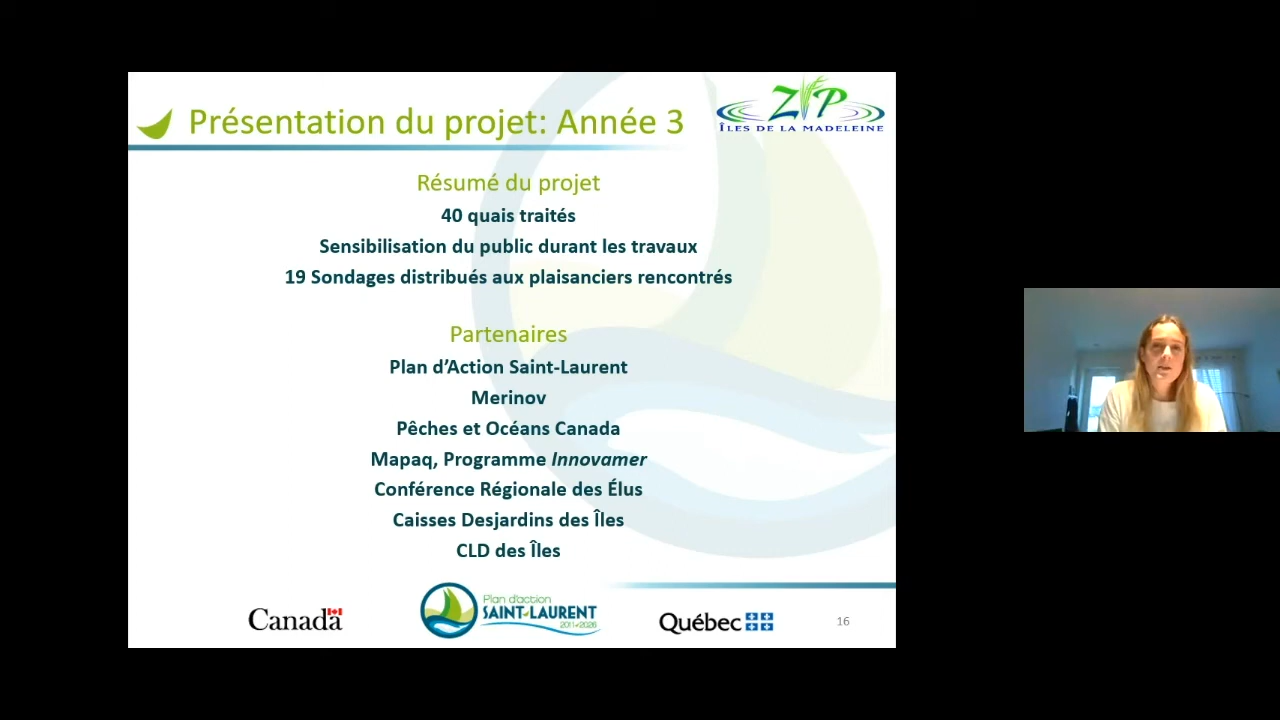 Présentation du projet: Année 3
ZIP
ÎLES DE LA MADELEINE
Résumé du projet
40 quais traités
Sensibilisation du public durant les travaux
19 Sondages distribués aux plaisanciers rencontrés
Partenaires
Plan d’Action Saint-Laurent
Merinov
Pêches et Océans Canada
Mapaq, Programme Innovamer
Conférence Régionale des Élus
Caisses Desjardins des Îles
CLD des Îles
Canada
Plan d'action
SAINT-LAURENT
2011-2026
Québec
16